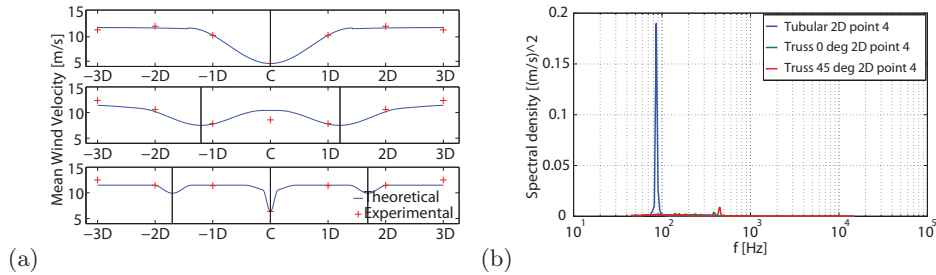 Mean Wind Velocity [m/s]
15
10
5
−3D −2D −1D C 1D 2D 3D
15
10
5
−3D −2D −1D C 1D 2D 3D
15
10
5
−3D −2D −1D C 1D 2D 3D
Theoretical
Experimental
(a)
Spectral density [(m/s)^2
0.2
0.15
0.1
0.05
0
10^1 10^2 10^3 10^4 10^5
f [Hz]
Tubular 2D point 4
Truss 0 deg 2D point 4
Truss 45 deg 2D point 4
(b)